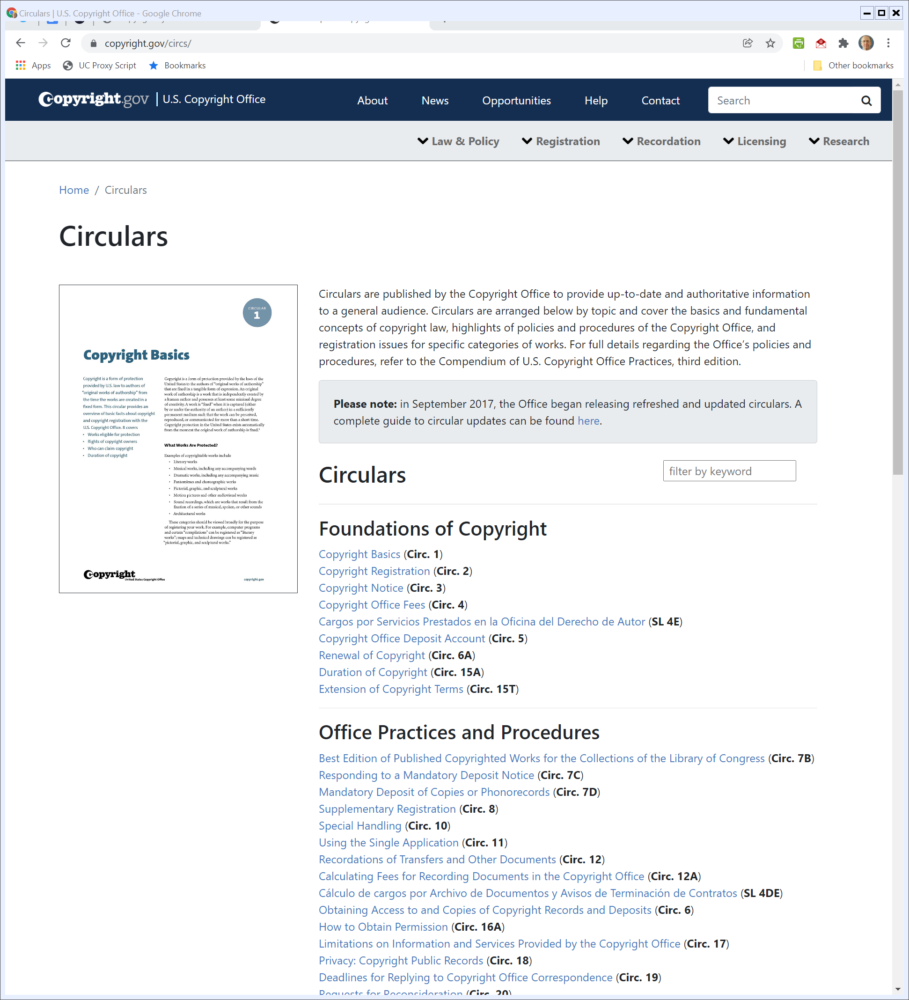 Circulars | U.S. Copyright Office - Google Chrome
copyright.gov/circs/
Apps UC Proxy Script Bookmarks Other bookmarks
Copyright.gov | U.S. Copyright Office About News Opportunities Help Contact Search
Law & Policy Registration Recordation Licensing Research
Home / Circulars
Circulars
CIRCULAR
1
Copyright Basics
Copyright is a form of protection
provided by U.S. law to authors of
“original works of authorship” from
the time the works are created in a
fixed form. This circular provides an
overview of basic facts about copyright
and copyright registration with the
U.S. Copyright Office. It covers
• Works eligible for protection
• Rights of copyright owners
• Who can claim copyright
• Duration of copyright
Copyright is a form of protection provided by the laws of the
United States to the authors of “original works of authorship”
that are fixed in a tangible form of expression. An original
work of authorship is a work that is independently created by
a human author and possesses at least some minimal degree
of creativity. A work is “fixed” when it is captured (either
by or under the authority of an author) in a sufficiently
permanent medium such that the work can be perceived,
reproduced, or communicated for more than a short time.
Copyright protection in the United States exists automatically
from the moment the original work of authorship is fixed.¹
What Works Are Protected?
Examples of copyrightable works include
• Literary works
• Musical works, including any accompanying words
• Dramatic works, including any accompanying music
• Pantomimes and choreographic works
• Pictorial, graphic, and sculptural works
• Motion pictures and other audiovisual works
• Sound recordings, which are works that result from the
fixation of a series of musical, spoken, or other sounds
• Architectural works
These categories should be viewed broadly for the purpose
of registering your work. For example, computer programs
and certain “compilations” can be registered as “literary
works”; maps and technical drawings can be registered as
“pictorial, graphic, and sculptural works.”
Copyright
United States Copyright Office
copyright.gov
Circulars are published by the Copyright Office to provide up-to-date and authoritative information
to a general audience. Circulars are arranged below by topic and cover the basics and fundamental
concepts of copyright law, highlights of policies and procedures of the Copyright Office, and
registration issues for specific categories of works. For full details regarding the Office’s policies and
procedures, refer to the Compendium of U.S. Copyright Office Practices, third edition.
Please note: in September 2017, the Office began releasing refreshed and updated circulars. A
complete guide to circular updates can be found here.
Circulars filter by keyword
Foundations of Copyright
Copyright Basics (Circ. 1)
Copyright Registration (Circ. 2)
Copyright Notice (Circ. 3)
Copyright Office Fees (Circ. 4)
Cargos por Servicios Prestados en la Oficina del Derecho de Autor (SL 4E)
Copyright Office Deposit Account (Circ. 5)
Renewal of Copyright (Circ. 6A)
Duration of Copyright (Circ. 15A)
Extension of Copyright Terms (Circ. 15T)
Office Practices and Procedures
Best Edition of Published Copyrighted Works for the Collections of the Library of Congress (Circ. 7B)
Responding to a Mandatory Deposit Notice (Circ. 7C)
Mandatory Deposit of Copies or Phonorecords (Circ. 7D)
Supplementary Registration (Circ. 8)
Special Handling (Circ. 10)
Using the Single Application (Circ. 11)
Recordations of Transfers and Other Documents (Circ. 12)
Calculating Fees for Recording Documents in the Copyright Office (Circ. 12A)
Cálculo de cargos por Archivo de Documentos y Avisos de Terminación de Contratos (SL 4DE)
Obtaining Access to and Copies of Copyright Records and Deposits (Circ. 6)
How to Obtain Permission (Circ. 16A)
Limitations on Information and Services Provided by the Copyright Office (Circ. 17)
Privacy: Copyright Public Records (Circ. 18)
Deadlines for Replying to Copyright Office Correspondence (Circ. 19)
Requests for Reconsideration (Circ. 20)